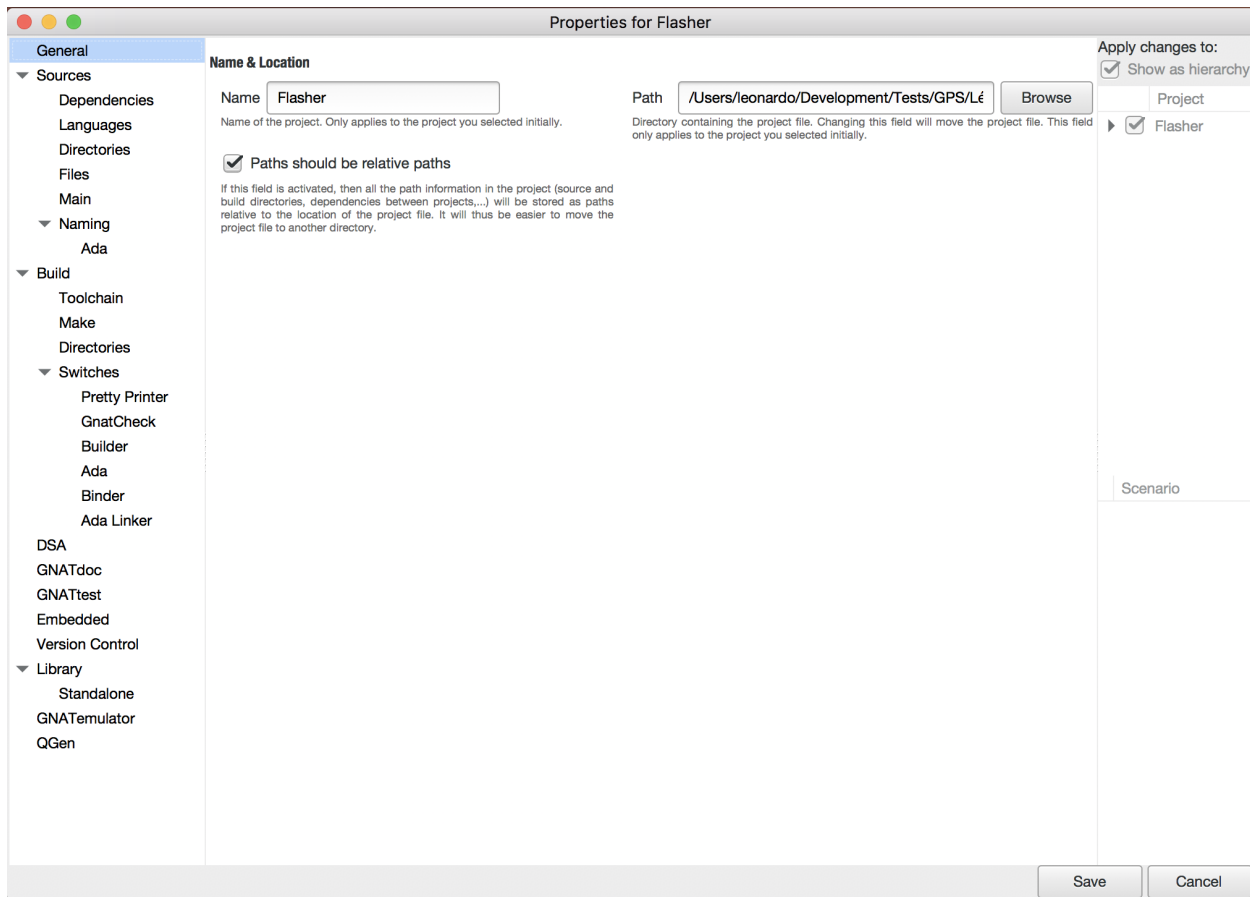 Properties for Flasher
General
Sources
Dependencies
Languages
Directories
Files
Main
Naming
Ada
Build
Toolchain
Make
Directories
Switches
Pretty Printer
GnatCheck
Builder
Ada
Binder
Ada Linker
DSA
GNATdoc
GNATtest
Embedded
Version Control
Library
Standalone
GNATemulator
QGen
Name & Location
Name Flasher
Name of the project. Only applies to the project you selected initially.
Path /Users/leonardo/Development/Tests/GPS/Lé Browse
Directory containing the project file. Changing this field will move the project file. This field
only applies to the project you selected initially.
Paths should be relative paths
If this field is activated, then all the path information in the project (source and
build directories, dependencies between projects,...) will be stored as paths
relative to the location of the project file. It will thus be easier to move the
project file to another directory.
Apply changes to:
Show as hierarchy
Project
Flasher
Scenario
Save Cancel